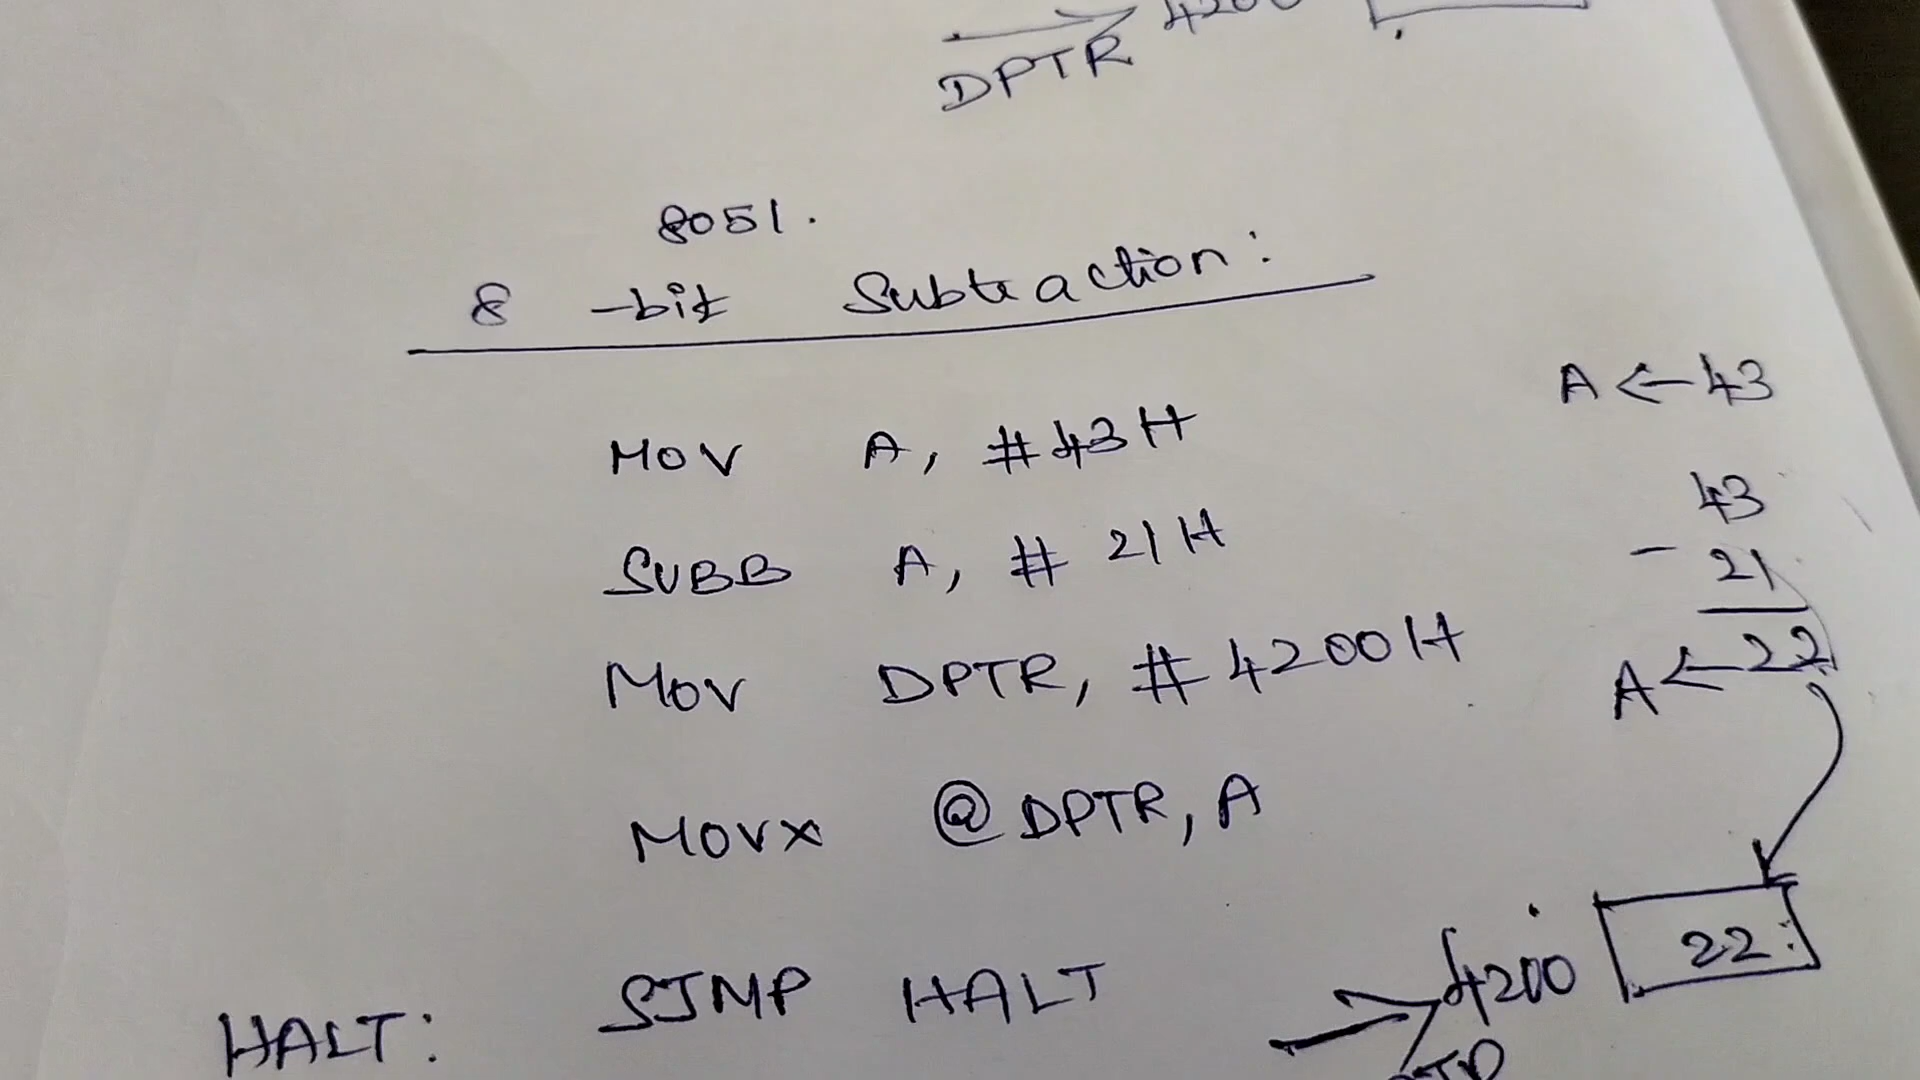 4200
DPTR
8051.
8 -bit Subtraction:
MOV A, #43H
SUBB A, # 21H
MOV DPTR, #4200H
MOVX @DPTR, A
HALT: SJMP HALT
A ← 43
43
- 21
A ← 22
4200 22